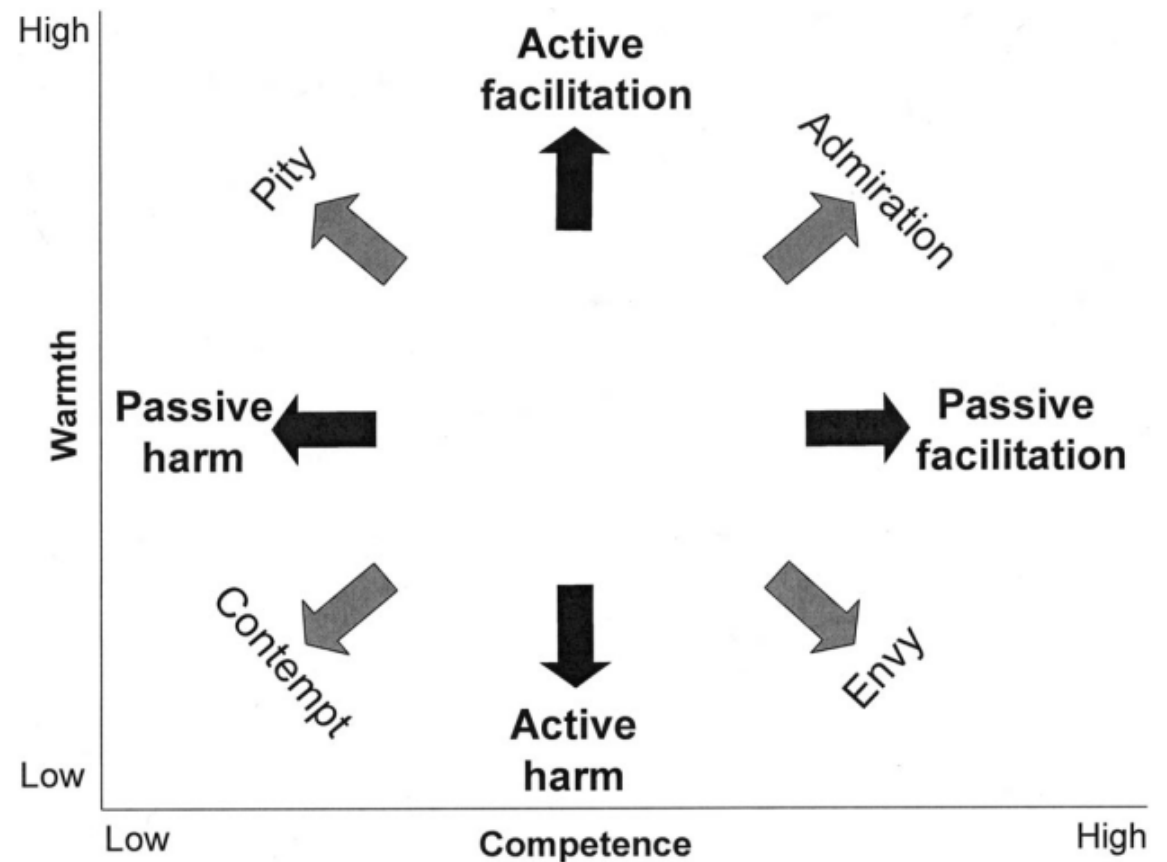 High
Active
facilitation
Pity
Admiration
Warmth
Passive
harm
Passive
facilitation
Contempt
Envy
Active
harm
Low
Low
Competence
High